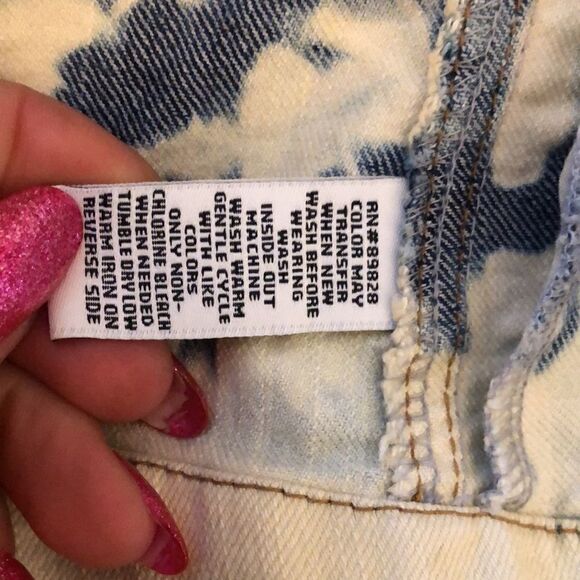 RN#89828
COLOR MAY
TRANSFER
WHEN NEW
WASH BEFORE
WEARING
WASH
INSIDE OUT
MACHINE
WASH WARM
GENTLE CYCLE
WITH LIKE
COLORS
ONLY NON-
CHLORINE BLEACH
WHEN NEEDED
TUMBLE DRY LOW
WARM IRON ON
REVERSE SIDE